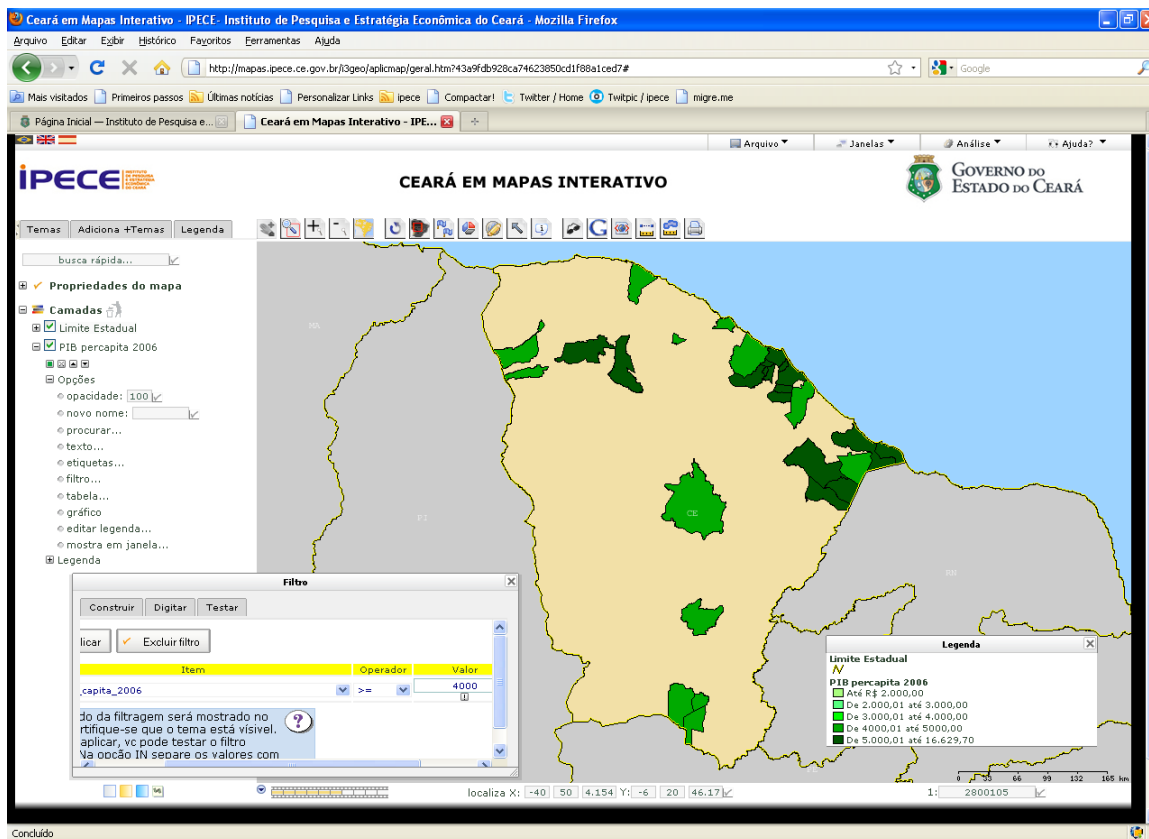 Ceará em Mapas Interativo - IPECE- Instituto de Pesquisa e Estratégia Econômica do Ceará - Mozilla Firefox
Arquivo Editar Exibir Histórico Favoritos Ferramentas Ajuda
http://mapas.ipece.ce.gov.br/i3geo/aplicmap/geral.htm?43a9fdb928ca74623850cd1f88a1ced7#
Google
Mais visitados Primeiros passos Últimas notícias Personalizar Links ipece Compactar! Twitter / Home Twitpic / ipece migre.me
Página Inicial — Instituto de Pesquisa e... Ceará em Mapas Interativo - IPE...
Arquivo Janelas Análise Ajuda?
IPECE INSTITUTO DE PESQUISA E ESTRATÉGIA ECONÔMICA DO CEARÁ
CEARÁ EM MAPAS INTERATIVO
GOVERNO DO
ESTADO DO CEARÁ
Temas Adiciona +Temas Legenda
busca rápida...
Propriedades do mapa
Camadas
Limite Estadual
PIB percapita 2006
Opções
opacidade: 100
novo nome:
procurar...
texto...
etiquetas...
filtro...
tabela...
gráfico
editar legenda...
mostra em janela...
Legenda
MA
PI
CE
RN
PE
Filtro
Construir Digitar Testar
licar Excluir filtro
Item Operador Valor
_capita_2006 >= 4000
do da filtragem será mostrado no
rtifique-se que o tema está vísivel.
aplicar, vc pode testar o filtro
Na opção IN separe os valores com
Legenda
Limite Estadual
PIB percapita 2006
Até R$ 2.000,00
De 2.000,01 até 3.000,00
De 3.000,01 até 4.000,00
De 4000,01 até 5000,00
De 5.000,01 até 16.629,70
0 33 66 99 132 165 km
localiza X: -40 50 4.154 Y: -6 20 46.17
1: 2800105
Concluído